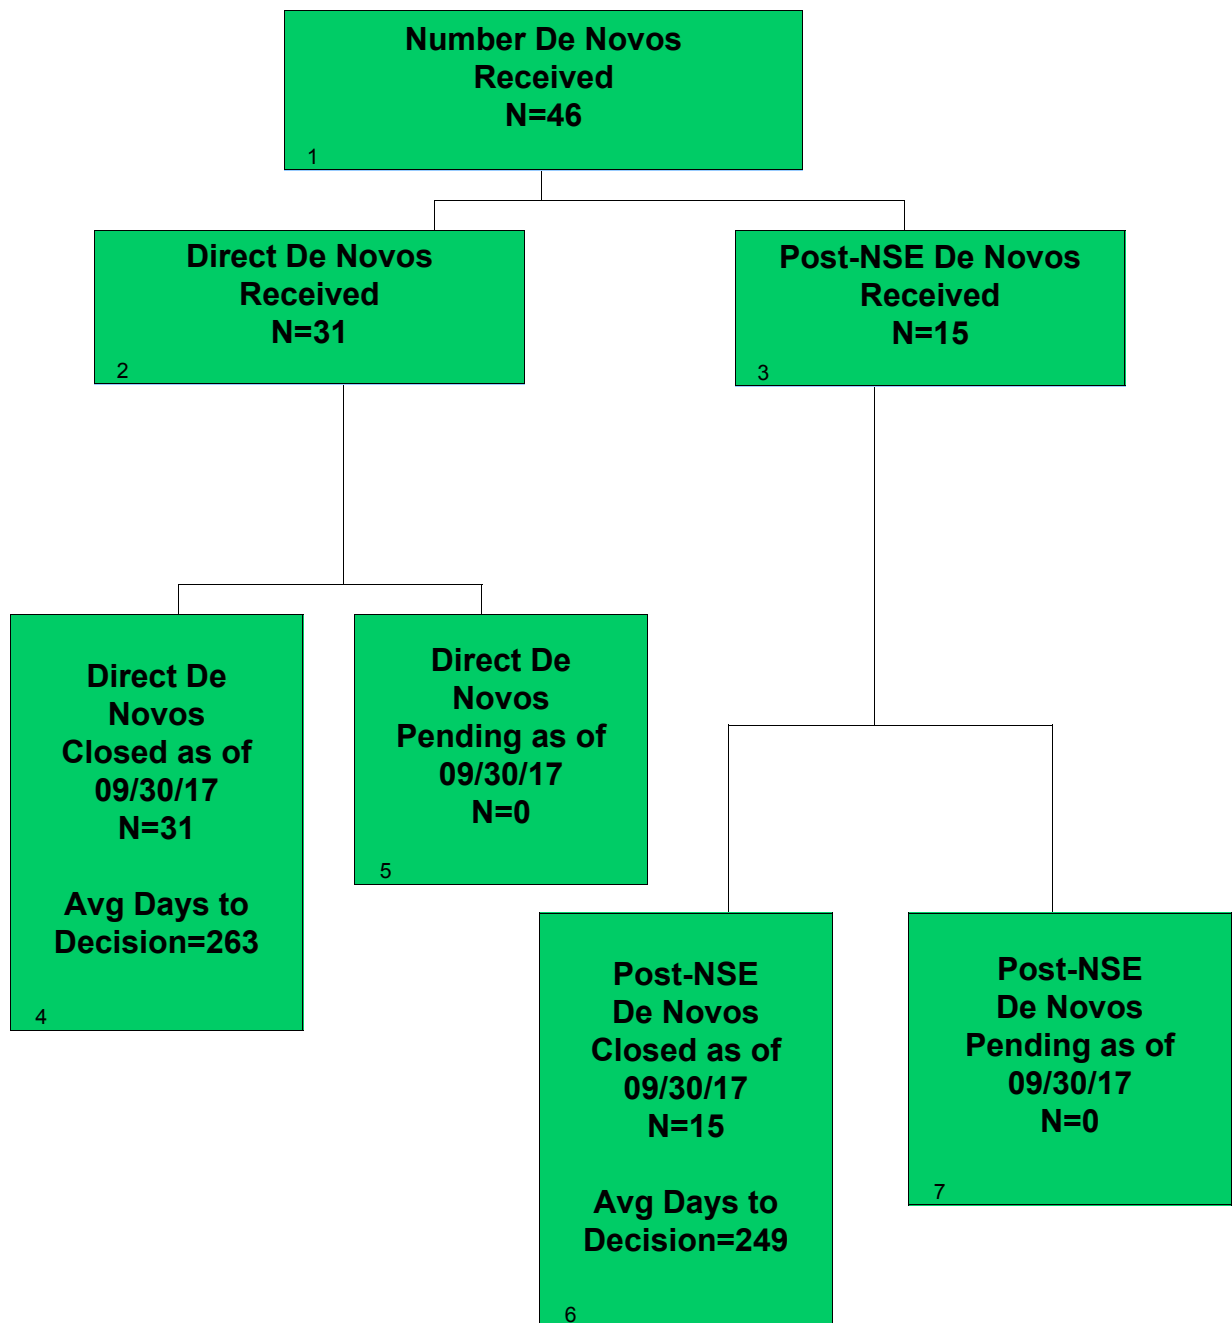 Number De Novos
Received
N=46
1
Direct De Novos
Received
N=31
2
Post-NSE De Novos
Received
N=15
3
Direct De
Novos
Closed as of
09/30/17
N=31
Avg Days to
Decision=263
4
Direct De
Novos
Pending as of
09/30/17
N=0
5
Post-NSE
De Novos
Closed as of
09/30/17
N=15
Avg Days to
Decision=249
6
Post-NSE
De Novos
Pending as of
09/30/17
N=0
7